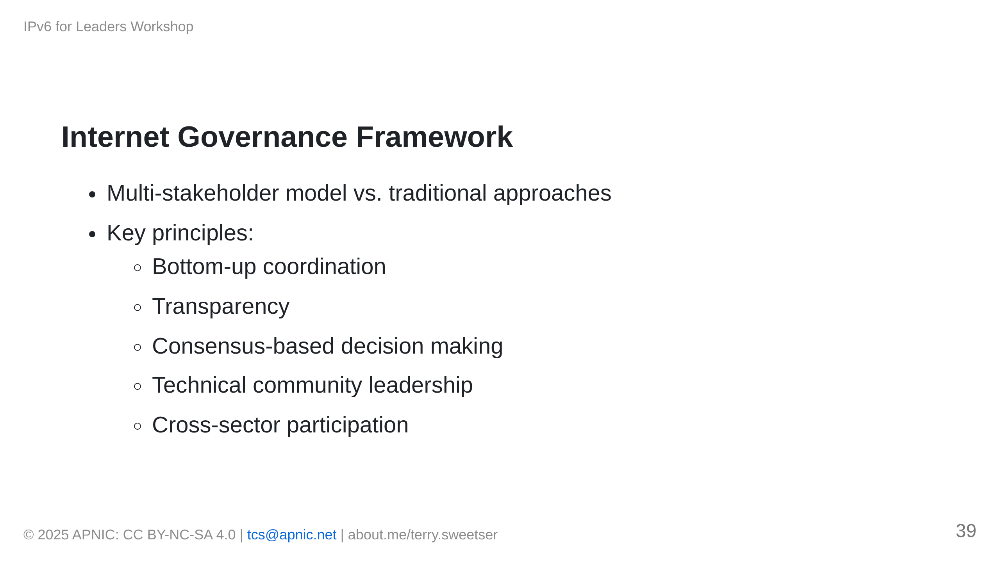 IPv6 for Leaders Workshop
Internet Governance Framework
• Multi-stakeholder model vs. traditional approaches
• Key principles:
○ Bottom-up coordination
○ Transparency
○ Consensus-based decision making
○ Technical community leadership
○ Cross-sector participation
© 2025 APNIC: CC BY-NC-SA 4.0 | tcs@apnic.net | about.me/terry.sweetser
39